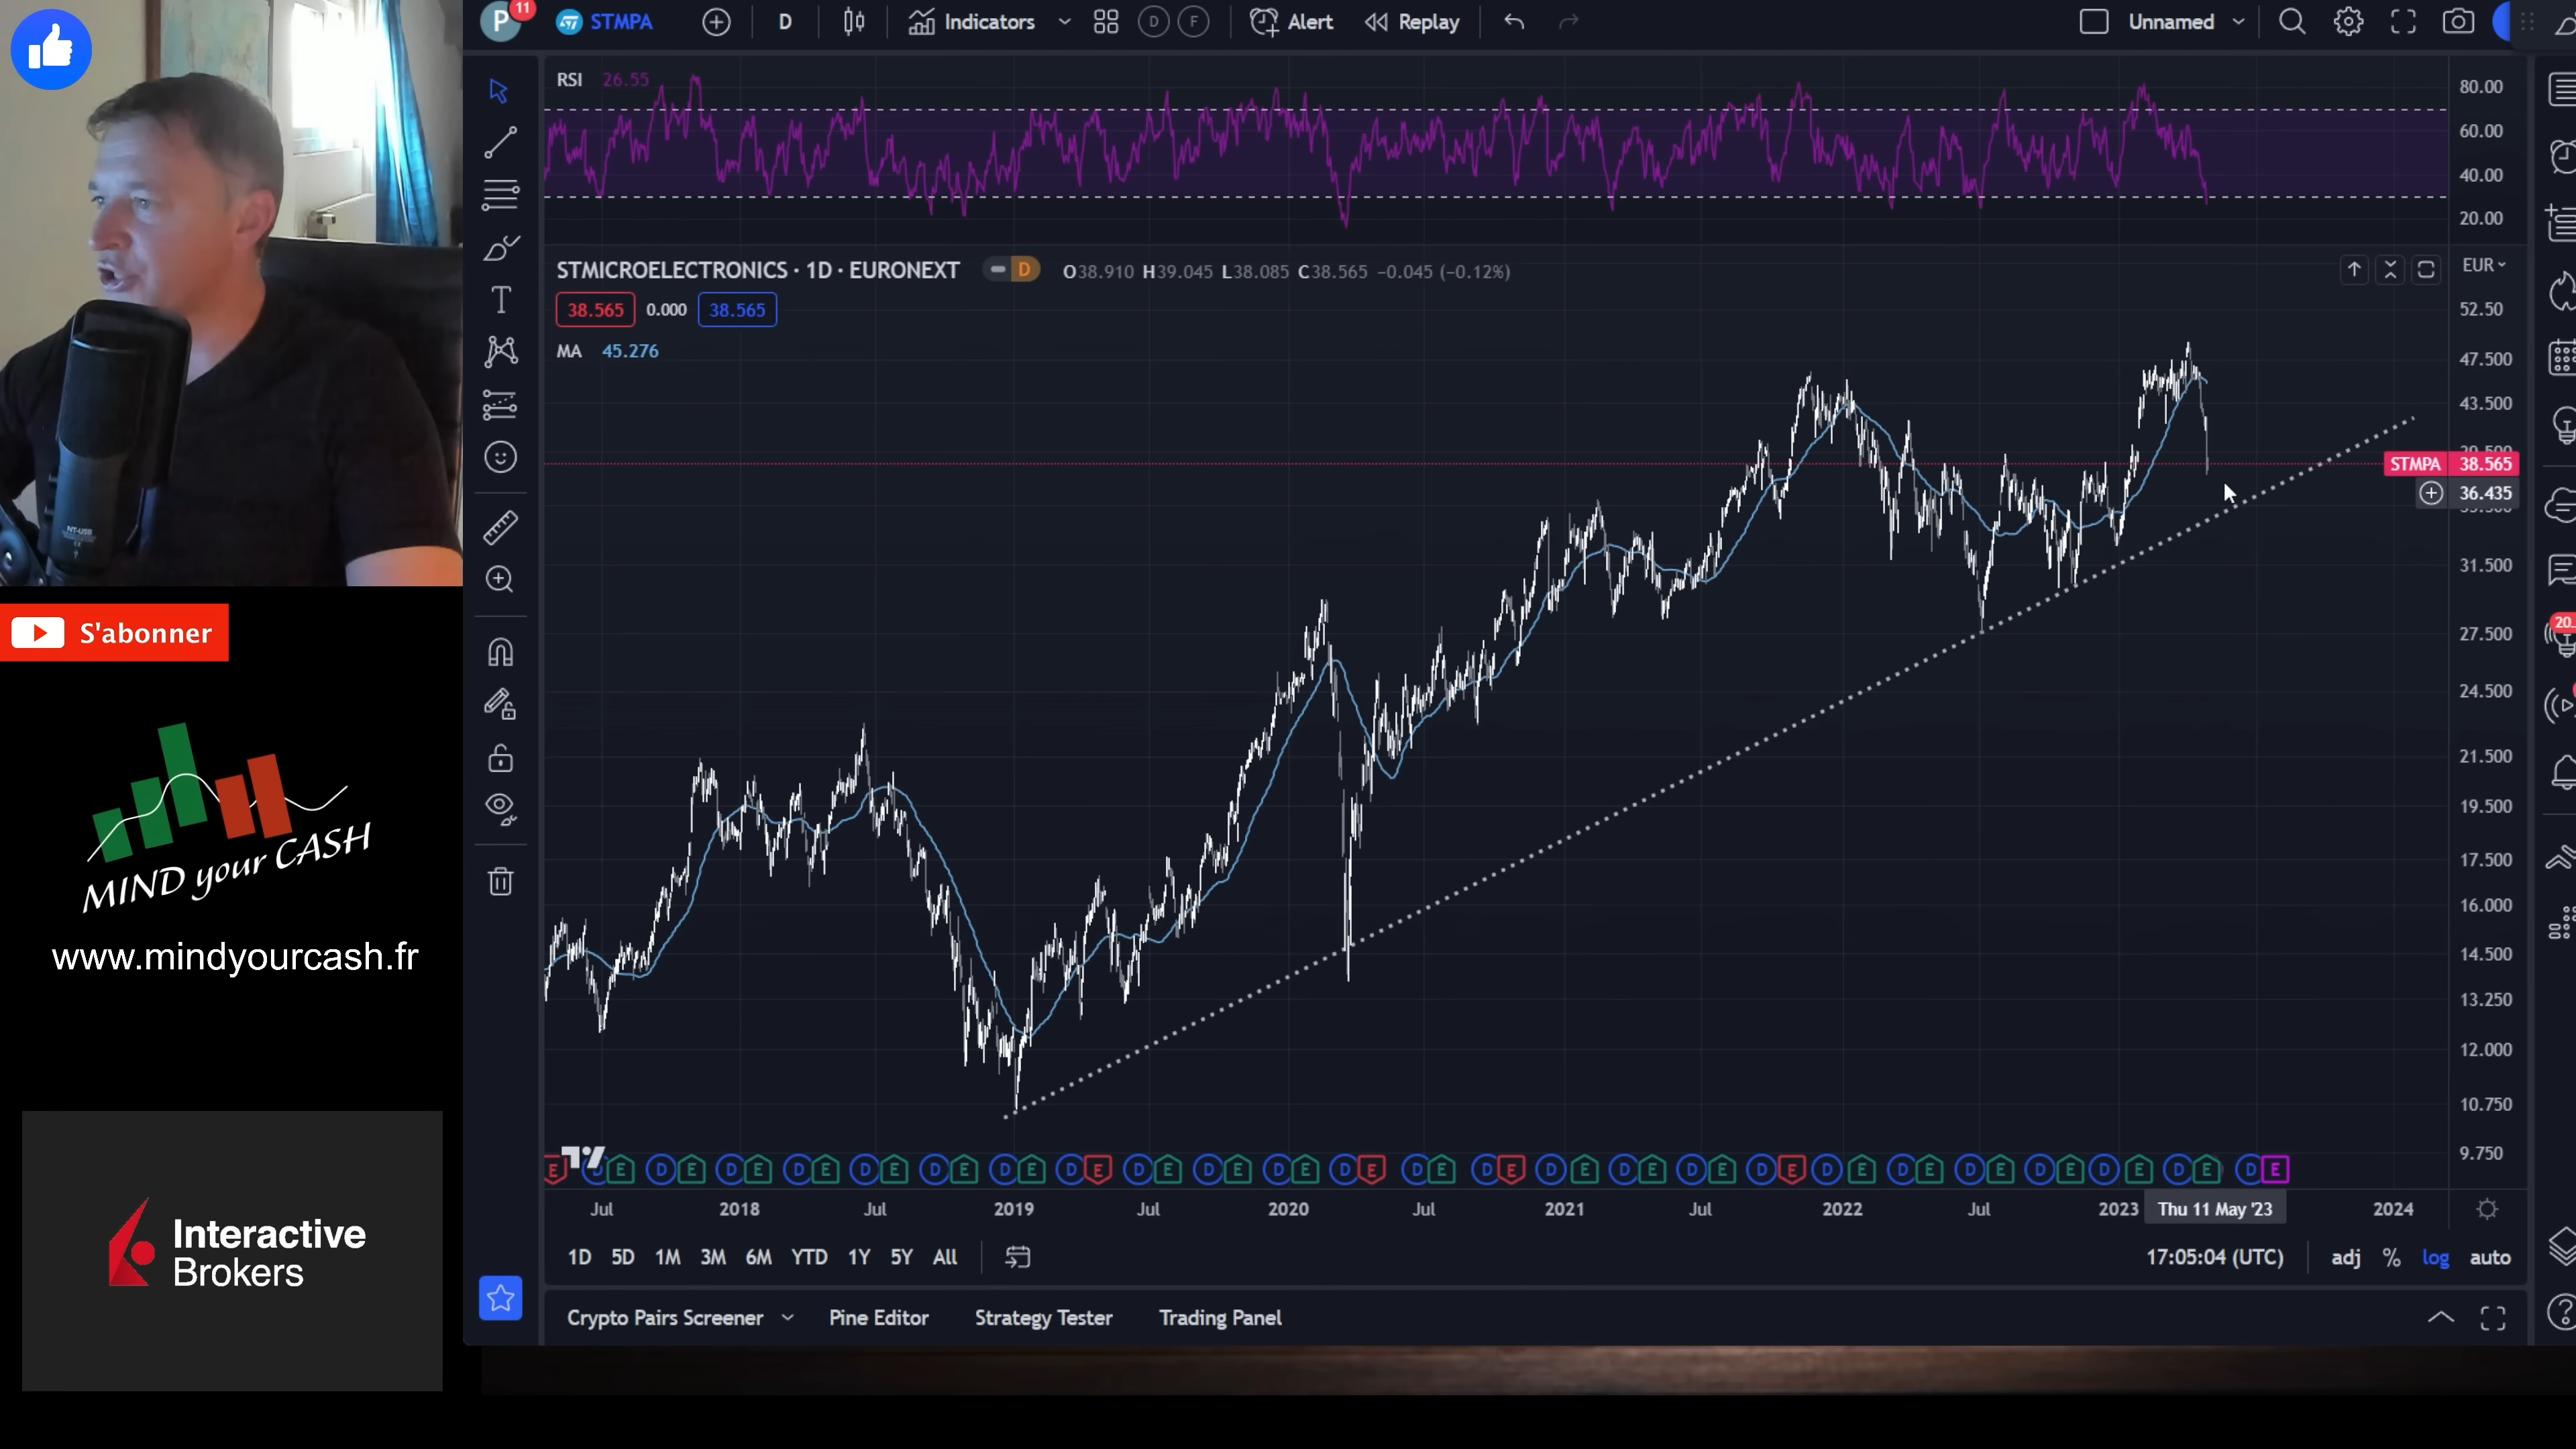 P 11 STMPA D Indicators D F Alert Replay Unnamed
RSI 26.55
80.00
60.00
40.00
20.00
STMICROELECTRONICS · 1D · EURONEXT D O38.910 H39.045 L38.085 C38.565 −0.045 (−0.12%)
EUR
38.565 0.000 38.565
MA 45.276
52.50
47.500
43.500
STMPA 38.565
36.435
31.500
27.500
24.500
21.500
19.500
17.500
16.000
14.500
13.250
12.000
10.750
9.750
20
NT-USB
S'abonner
MIND your CASH
www.mindyourcash.fr
Interactive
Brokers
E D E D E D E D E D E D E D E D E D E D E D E D E D E D E D E D E D E D E D E D E D E D E D E D E D E
Jul 2018 Jul 2019 Jul 2020 Jul 2021 Jul 2022 Jul 2023 Thu 11 May '23 2024
1D 5D 1M 3M 6M YTD 1Y 5Y All 17:05:04 (UTC) adj % log auto
Crypto Pairs Screener Pine Editor Strategy Tester Trading Panel